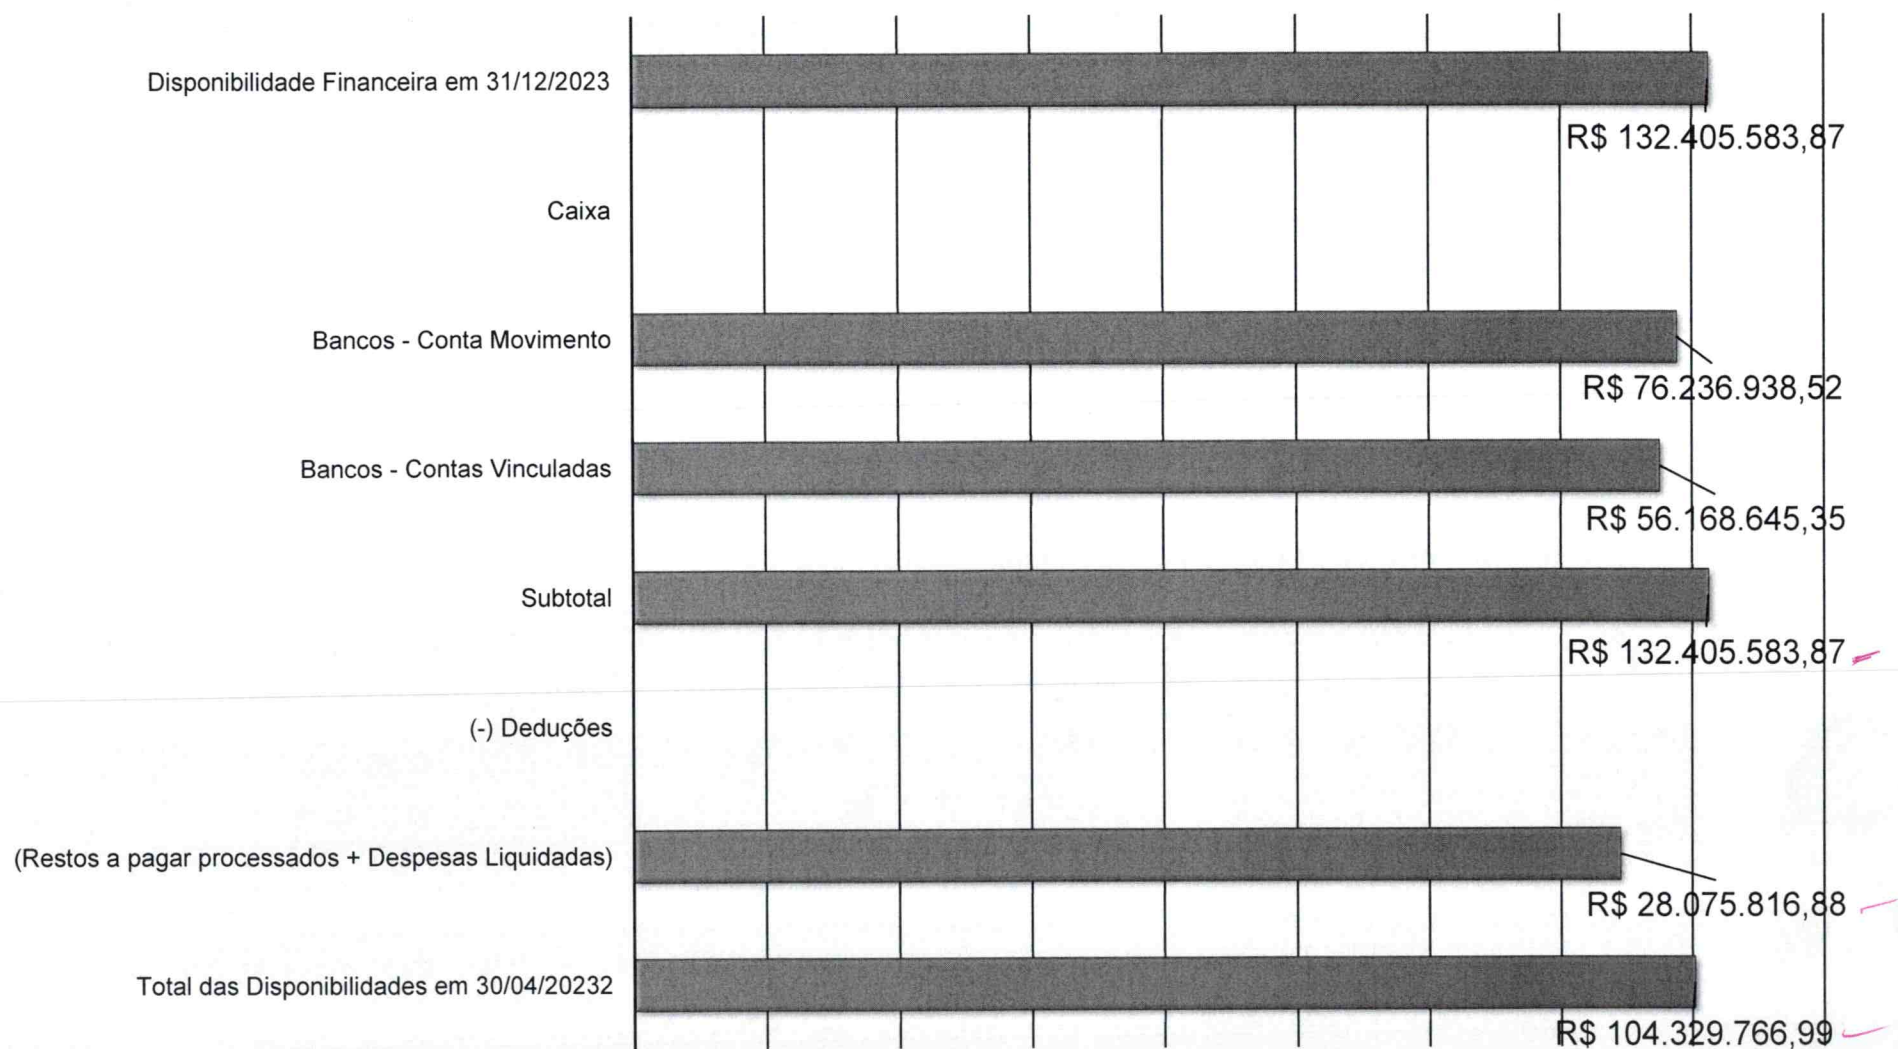 Disponibilidade Financeira em 31/12/2023
R$ 132.405.583,87
Caixa
Bancos - Conta Movimento
R$ 76.236.938,52
Bancos - Contas Vinculadas
R$ 56.168.645,35
Subtotal
R$ 132.405.583,87
(-) Deduções
(Restos a pagar processados + Despesas Liquidadas)
R$ 28.075.816,88
Total das Disponibilidades em 30/04/20232
R$ 104.329.766,99